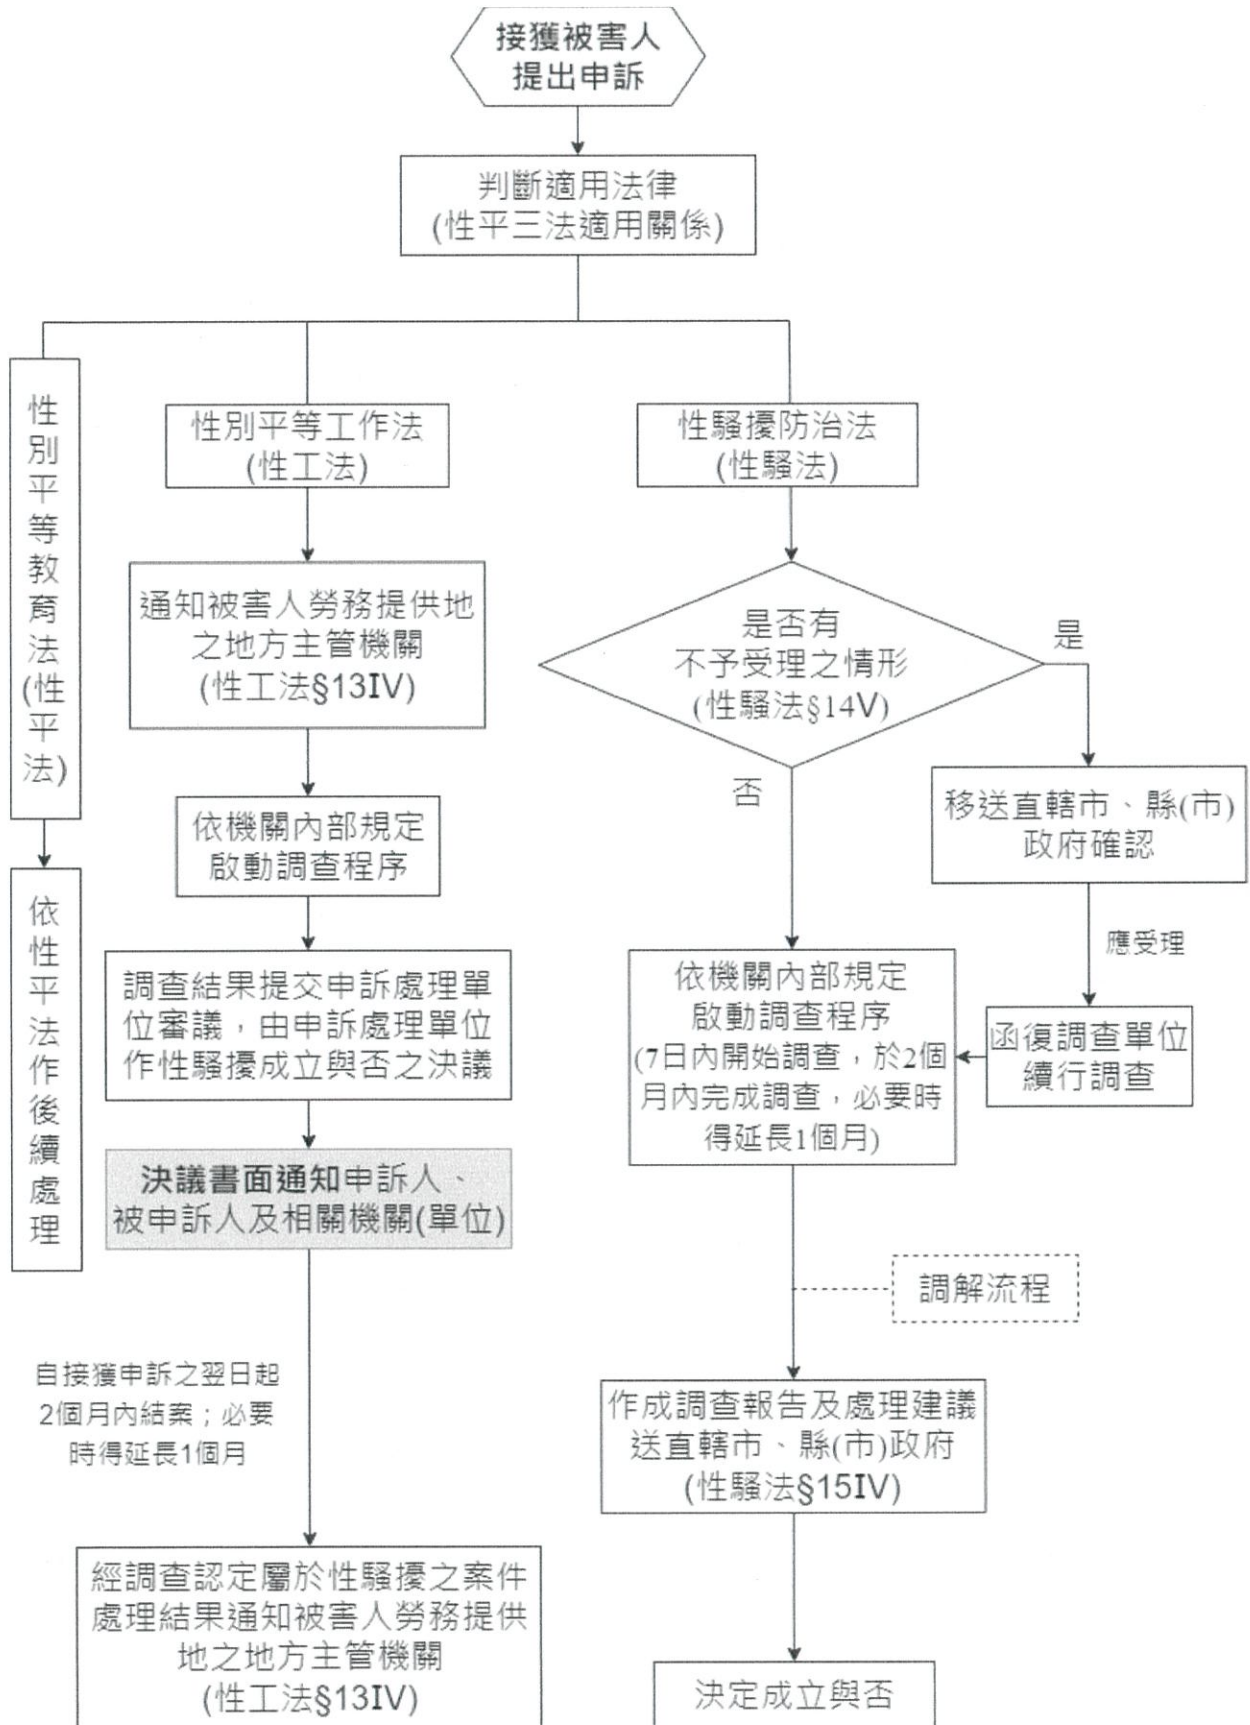 接獲被害人
提出申訴
判斷適用法律
(性平三法適用關係)
性別平等教育法(性平法)
依性平法作後續處理
性別平等工作法
(性工法)
通知被害人勞務提供地
之地方主管機關
(性工法§13IV)
依機關內部規定
啟動調查程序
調查結果提交申訴處理單
位審議，由申訴處理單位
作性騷擾成立與否之決議
決議書面通知申訴人、
被申訴人及相關機關(單位)
自接獲申訴之翌日起
2個月內結案；必要
時得延長1個月
經調查認定屬於性騷擾之案件
處理結果通知被害人勞務提供
地之地方主管機關
(性工法§13IV)
性騷擾防治法
(性騷法)
是否有
不予受理之情形
(性騷法§14V)
是
否
移送直轄市、縣(市)
政府確認
應受理
函復調查單位
續行調查
依機關內部規定
啟動調查程序
(7日內開始調查，於2個
月內完成調查，必要時
得延長1個月)
調解流程
作成調查報告及處理建議
送直轄市、縣(市)政府
(性騷法§15IV)
決定成立與否